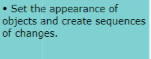 • Set the appearance of
objects and create sequences
of changes.